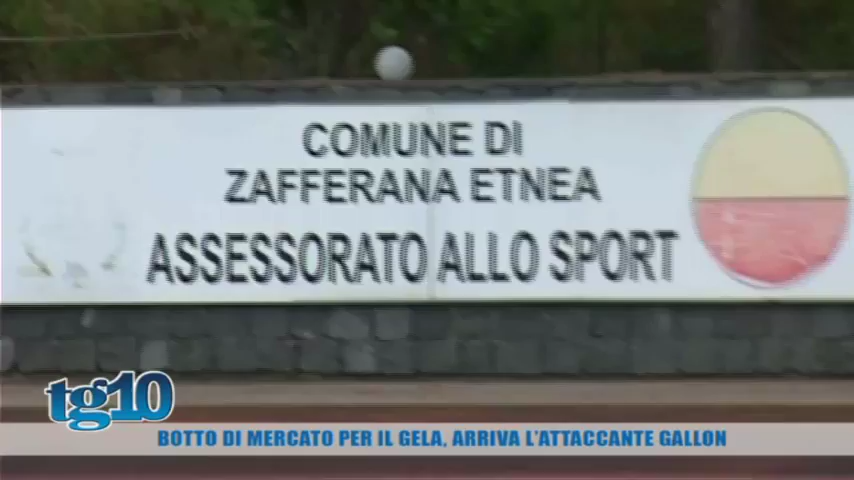 COMUNE DI
ZAFFERANA ETNEA
ASSESSORATO ALLO SPORT
tg10
BOTTO DI MERCATO PER IL GELA, ARRIVA L'ATTACCANTE GALLON